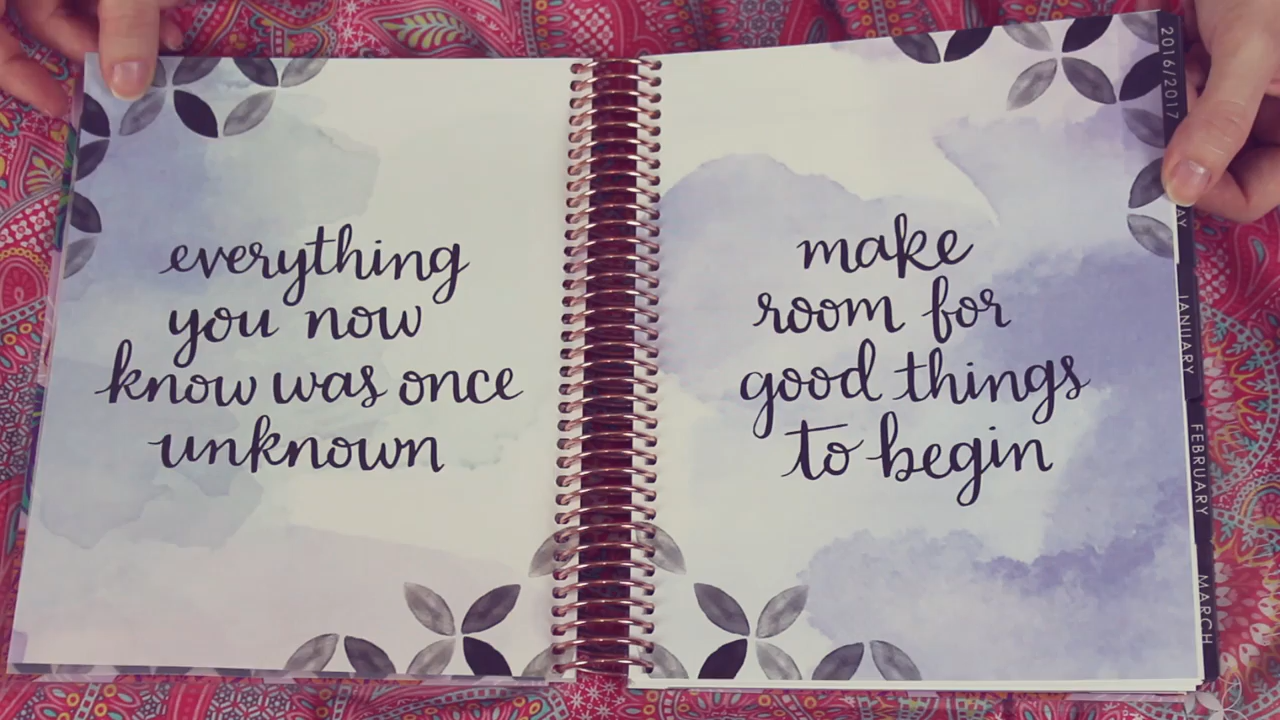 everything
you now
know was once
unknown
make
room for
good things
to begin
2016/2017
JANUARY
FEBRUARY
MARCH